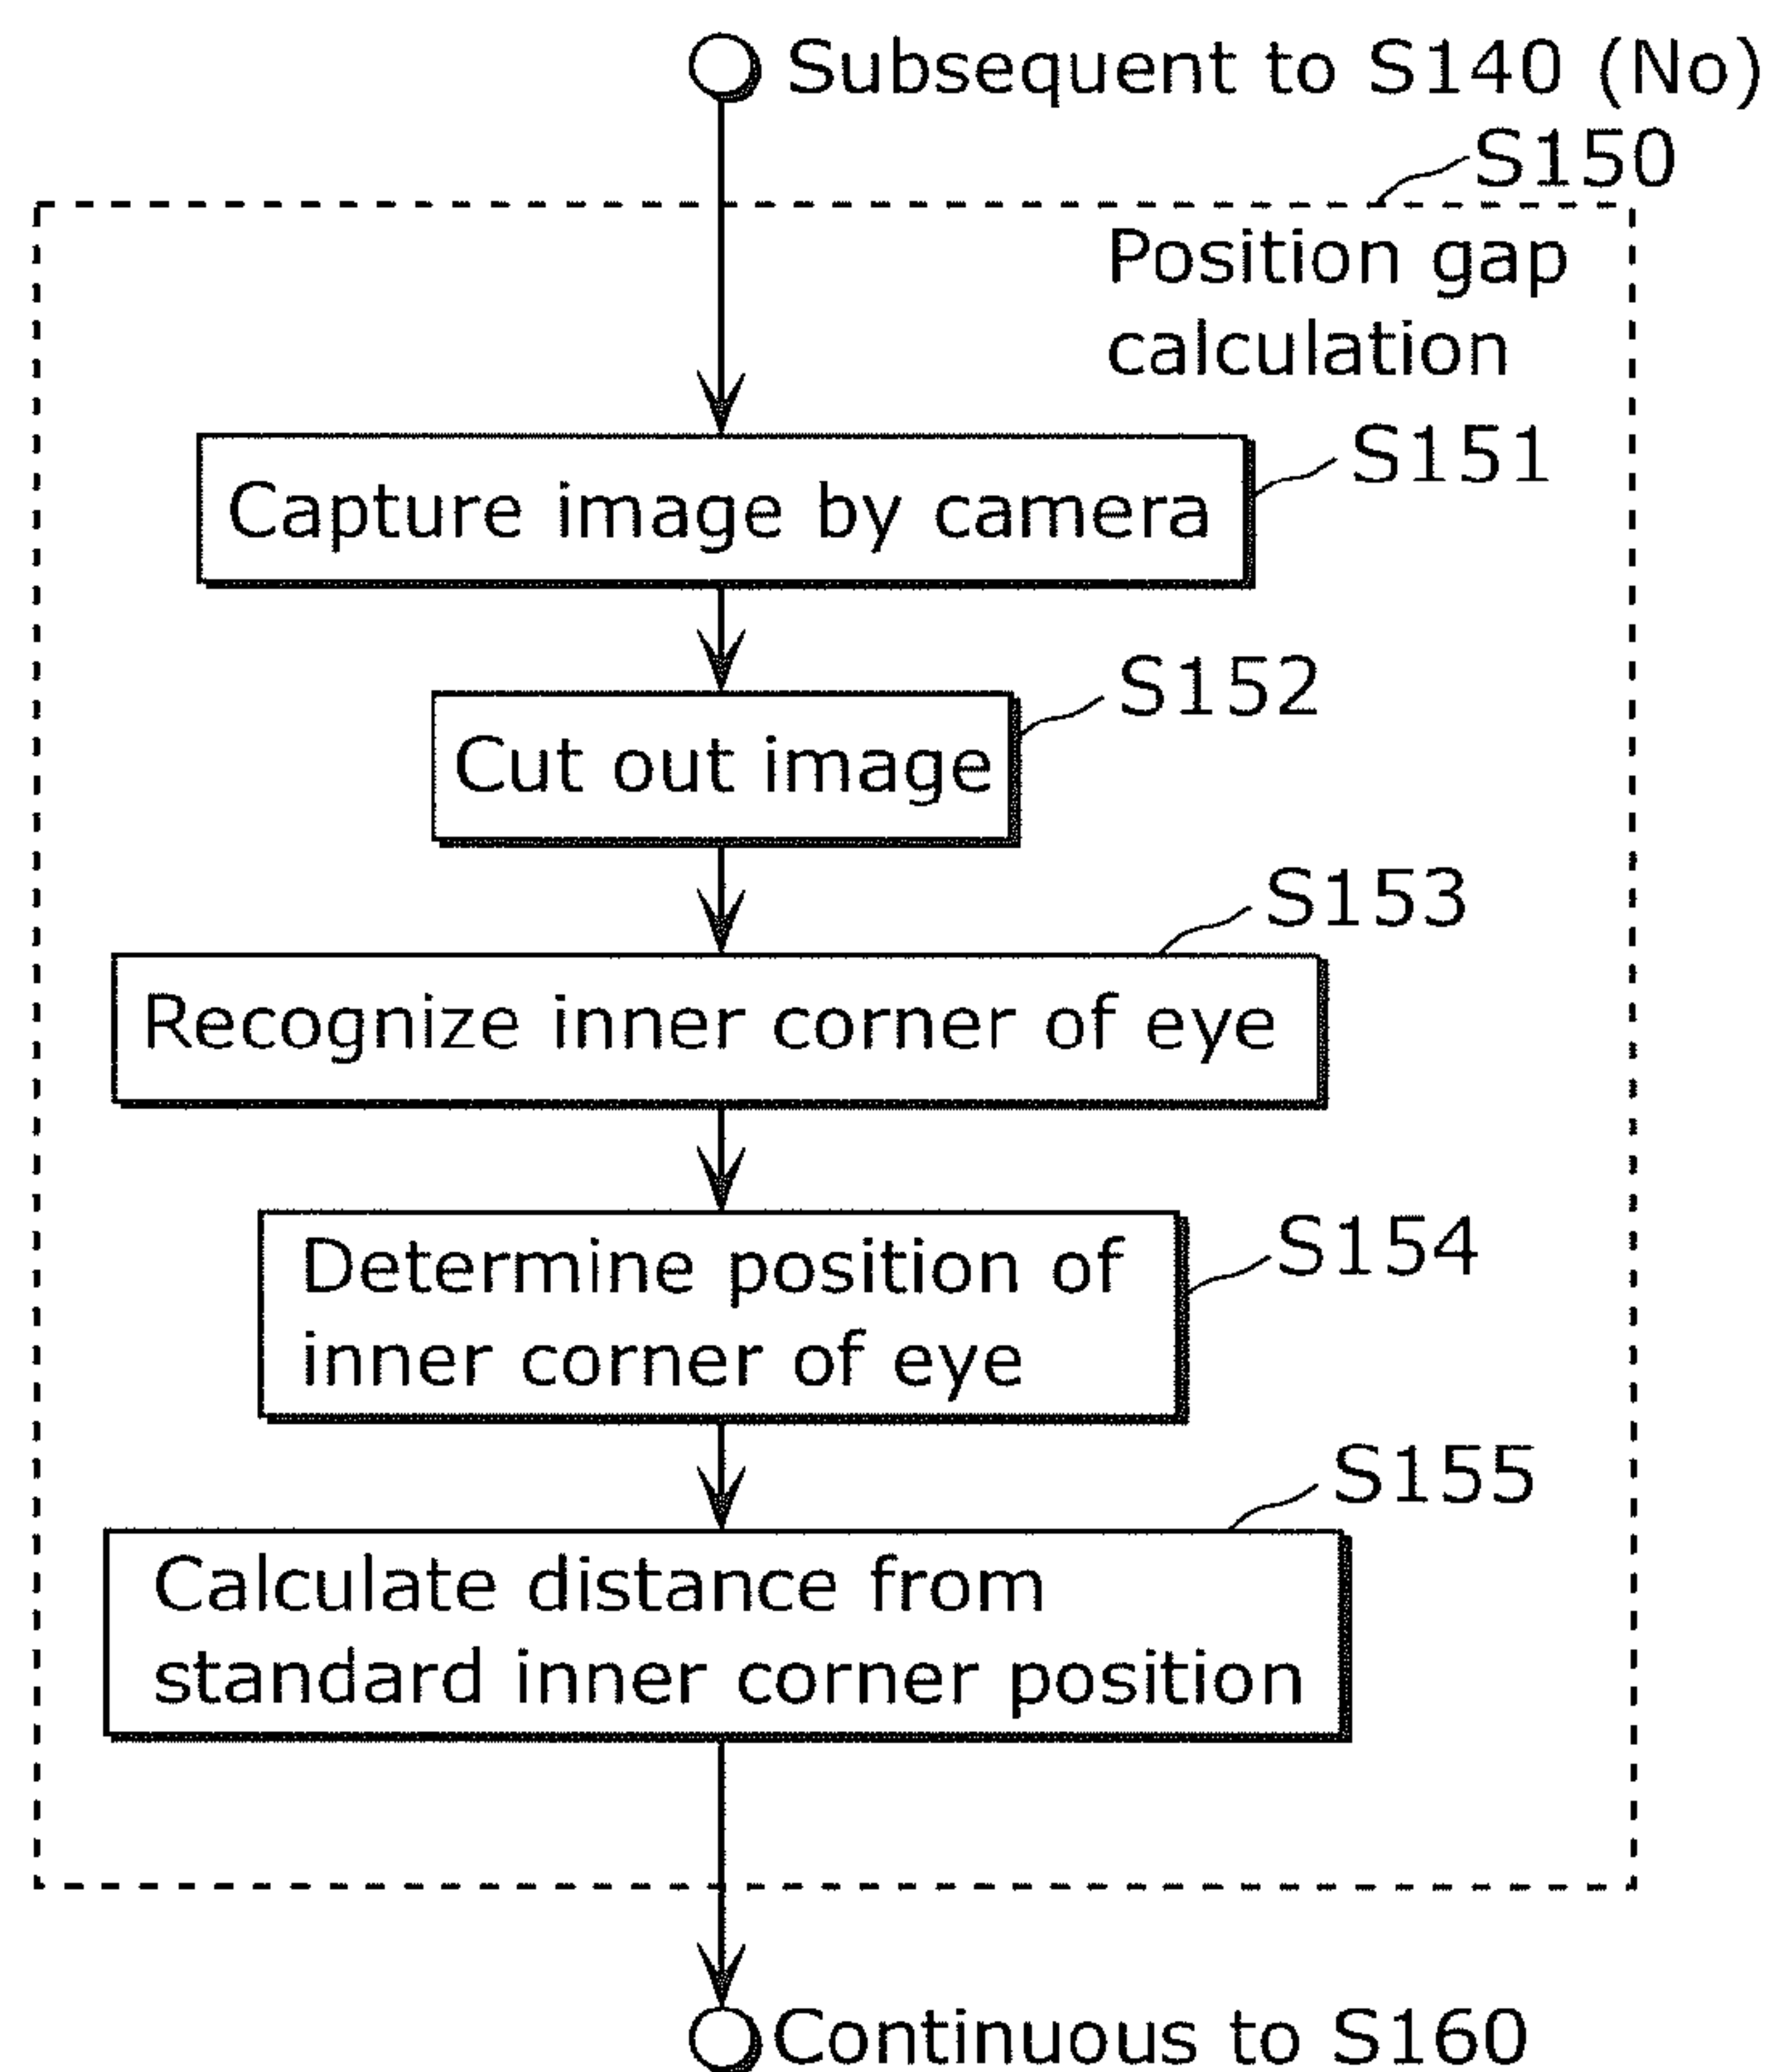 Subsequent to S140 (No)
S150
Position gap
calculation
S151
Capture image by camera
S152
Cut out image
S153
Recognize inner corner of eye
S154
Determine position of
inner corner of eye
S155
Calculate distance from
standard inner corner position
Continuous to S160